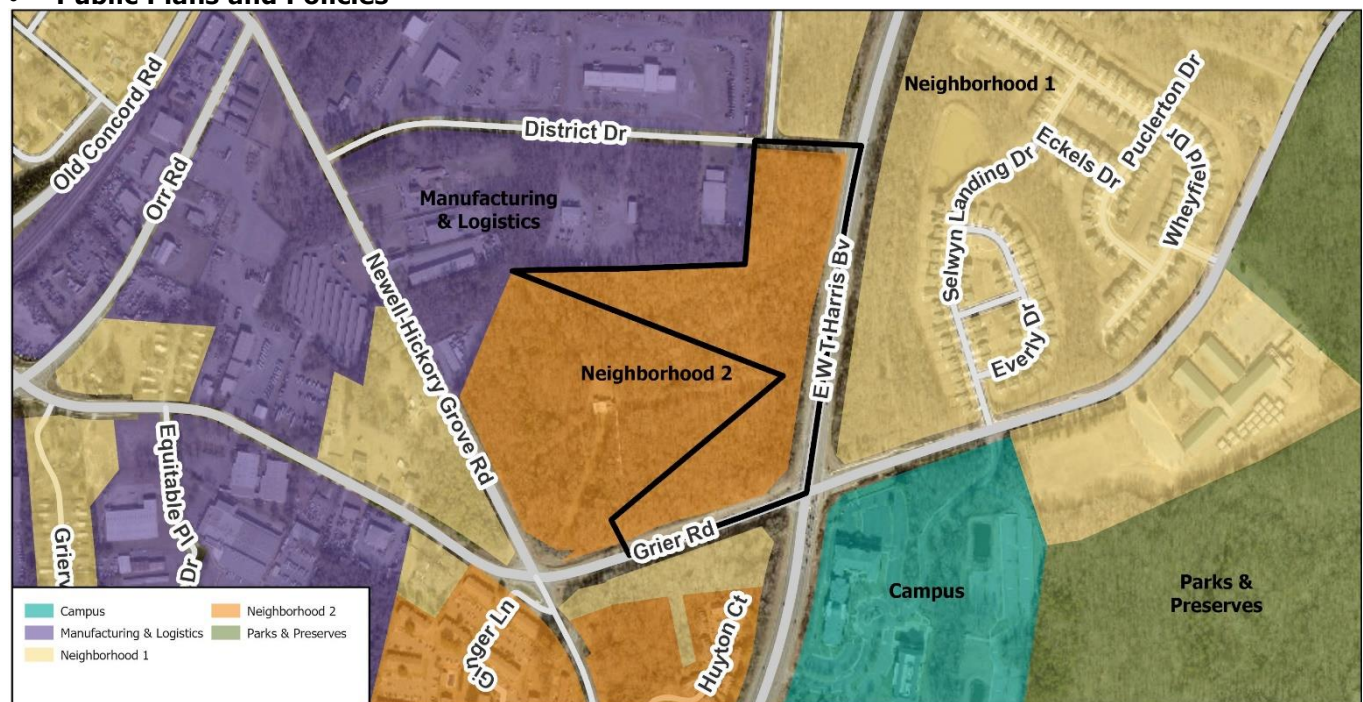 • Public Plans and Policies
Neighborhood 1
Old Concord Rd
Orr Rd
District Dr
Puclerton Dr
Eckels Dr
Wheyfield Dr
Selwyn Landing Dr
Manufacturing
& Logistics
Newell-Hickory Grove Rd
E W T Harris Bv
Everly Dr
Neighborhood 2
Equitable Pl
Dr
Grier Rd
Campus
Parks &
Preserves
Ginger Ln
Huyton Ct
Campus
Manufacturing & Logistics
Neighborhood 1
Neighborhood 2
Parks & Preserves